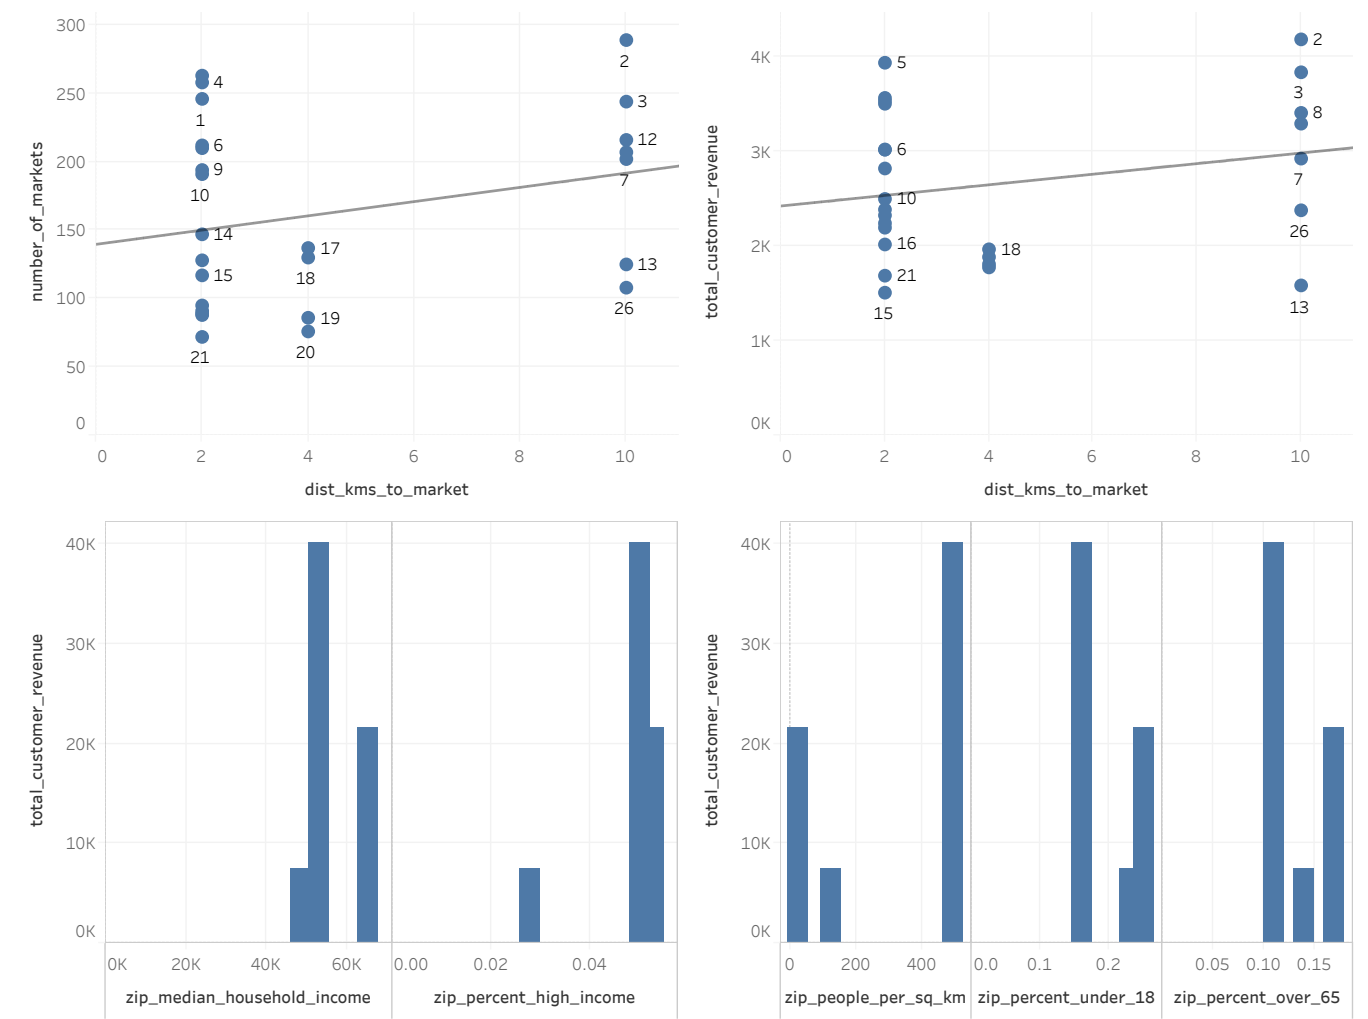 300
250
200
150
100
50
0
number_of_markets
4
1
6
9
10
14
15
21
17
18
19
20
2
3
12
7
13
26
0 2 4 6 8 10
dist_kms_to_market
4K
3K
2K
1K
0K
total_customer_revenue
5
6
10
16
21
15
18
2
3
8
7
26
13
0 2 4 6 8 10
dist_kms_to_market
40K
30K
20K
10K
0K
total_customer_revenue
0K 20K 40K 60K
zip_median_household_income
0.00 0.02 0.04
zip_percent_high_income
40K
30K
20K
10K
0K
total_customer_revenue
0 200 400
zip_people_per_sq_km
0.0 0.1 0.2
zip_percent_under_18
0.05 0.10 0.15
zip_percent_over_65